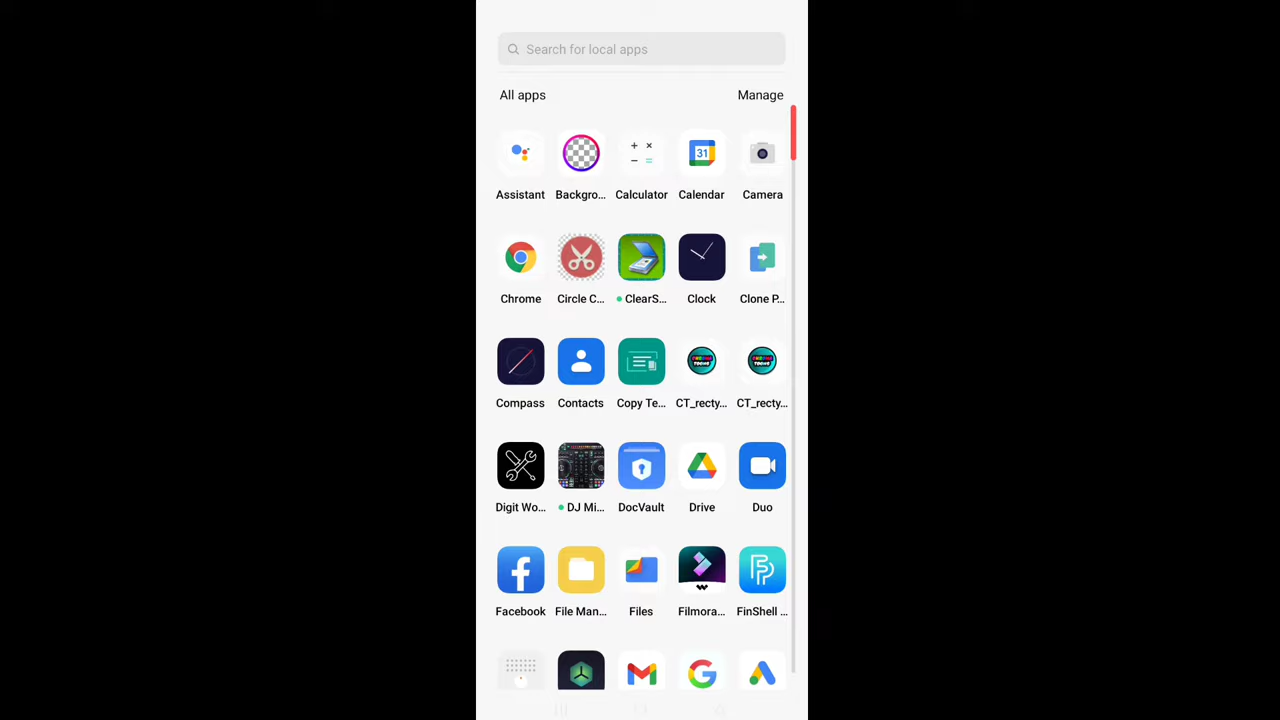 Search for local apps
All apps Manage
31
Assistant Backgro... Calculator Calendar Camera
Chrome Circle C... ClearS... Clock Clone P...
Compass Contacts Copy Te... CT_recty... CT_recty...
Digit Wo... DJ Mi... DocVault Drive Duo
Facebook File Man... Files Filmora... FinShell ...